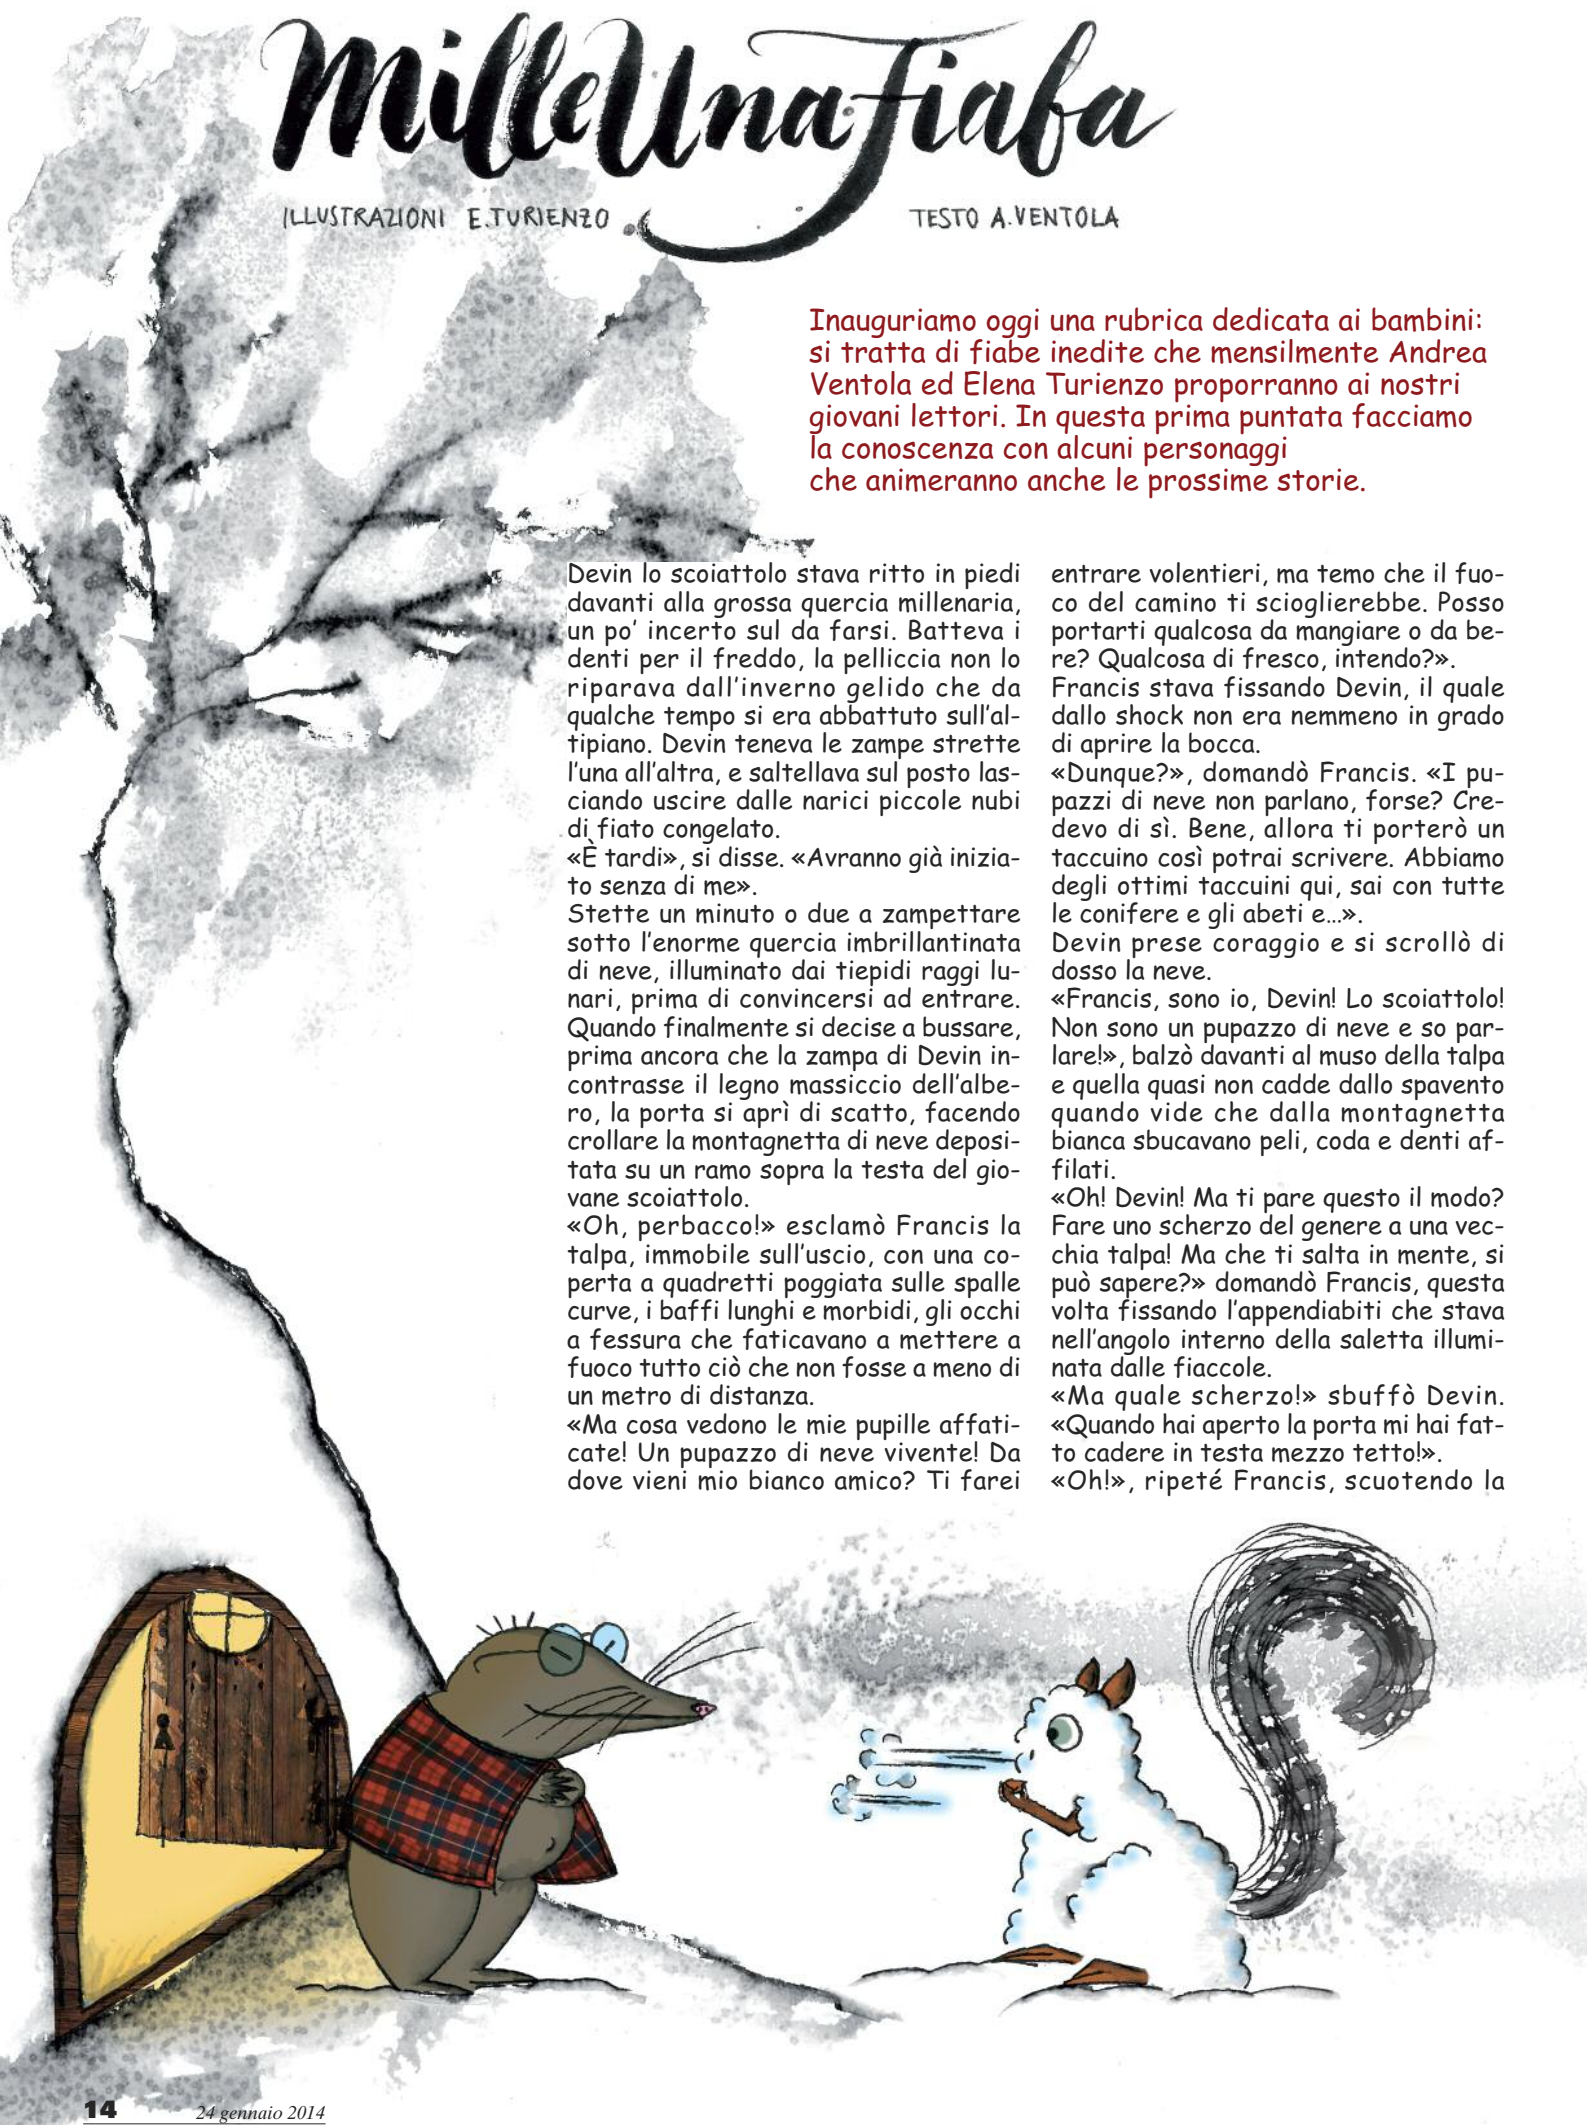 MilleUnaFiaba
ILLUSTRAZIONI E.TURIENZO
TESTO A.VENTOLA
Inauguriamo oggi una rubrica dedicata ai bambini:
si tratta di fiabe inedite che mensilmente Andrea
Ventola ed Elena Turienzo proporranno ai nostri
giovani lettori. In questa prima puntata facciamo
la conoscenza con alcuni personaggi
che animeranno anche le prossime storie.
Devin lo scoiattolo stava ritto in piedi
davanti alla grossa quercia millenaria,
un po' incerto sul da farsi. Batteva i
denti per il freddo, la pelliccia non lo
riparava dall'inverno gelido che da
qualche tempo si era abbattuto sull'al-
tipiano. Devin teneva le zampe strette
l'una all'altra, e saltellava sul posto las-
ciando uscire dalle narici piccole nubi
di fiato congelato.
«È tardi», si disse. «Avranno già inizia-
to senza di me».
Stette un minuto o due a zampettare
sotto l'enorme quercia imbrillantinata
di neve, illuminato dai tiepidi raggi lu-
nari, prima di convincersi ad entrare.
Quando finalmente si decise a bussare,
prima ancora che la zampa di Devin in-
contrasse il legno massiccio dell'albe-
ro, la porta si aprì di scatto, facendo
crollare la montagnetta di neve deposi-
tata su un ramo sopra la testa del gio-
vane scoiattolo.
«Oh, perbacco!» esclamò Francis la
talpa, immobile sull'uscio, con una co-
perta a quadretti poggiata sulle spalle
curve, i baffi lunghi e morbidi, gli occhi
a fessura che faticavano a mettere a
fuoco tutto ciò che non fosse a meno di
un metro di distanza.
«Ma cosa vedono le mie pupille affati-
cate! Un pupazzo di neve vivente! Da
dove vieni mio bianco amico? Ti farei
entrare volentieri, ma temo che il fuo-
co del camino ti scioglierebbe. Posso
portarti qualcosa da mangiare o da be-
re? Qualcosa di fresco, intendo?».
Francis stava fissando Devin, il quale
dallo shock non era nemmeno in grado
di aprire la bocca.
«Dunque?», domandò Francis. «I pu-
pazzi di neve non parlano, forse? Cre-
devo di sì. Bene, allora ti porterò un
taccuino così potrai scrivere. Abbiamo
degli ottimi taccuini qui, sai con tutte
le conifere e gli abeti e...».
Devin prese coraggio e si scrollò di
dosso la neve.
«Francis, sono io, Devin! Lo scoiattolo!
Non sono un pupazzo di neve e so par-
lare!», balzò davanti al muso della talpa
e quella quasi non cadde dallo spavento
quando vide che dalla montagnetta
bianca sbucavano peli, coda e denti af-
filati.
«Oh! Devin! Ma ti pare questo il modo?
Fare uno scherzo del genere a una vec-
chia talpa! Ma che ti salta in mente, si
può sapere?» domandò Francis, questa
volta fissando l'appendiabiti che stava
nell'angolo interno della saletta illumi-
nata dalle fiaccole.
«Ma quale scherzo!» sbuffò Devin.
«Quando hai aperto la porta mi hai fat-
to cadere in testa mezzo tetto!».
«Oh!», ripeté Francis, scuotendo la
14 24 gennaio 2014